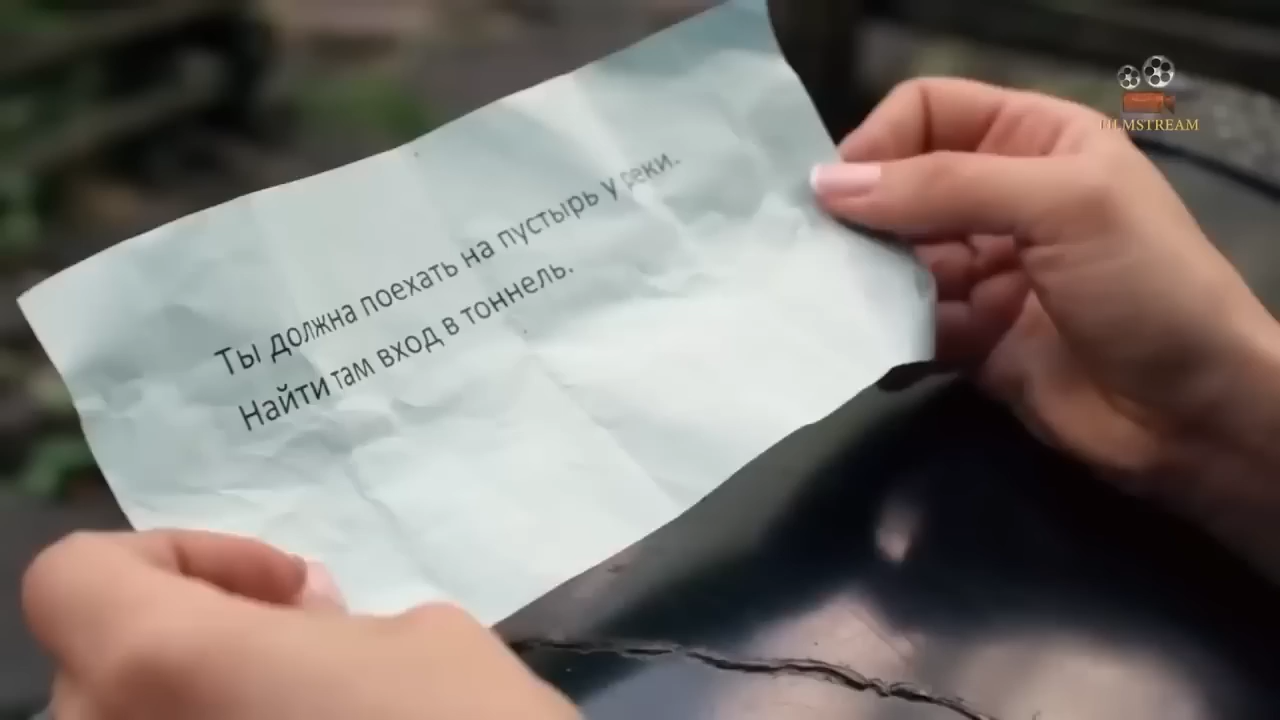 FILMSTREAM
Ты должна поехать на пустырь у реки.
Найти там вход в тоннель.